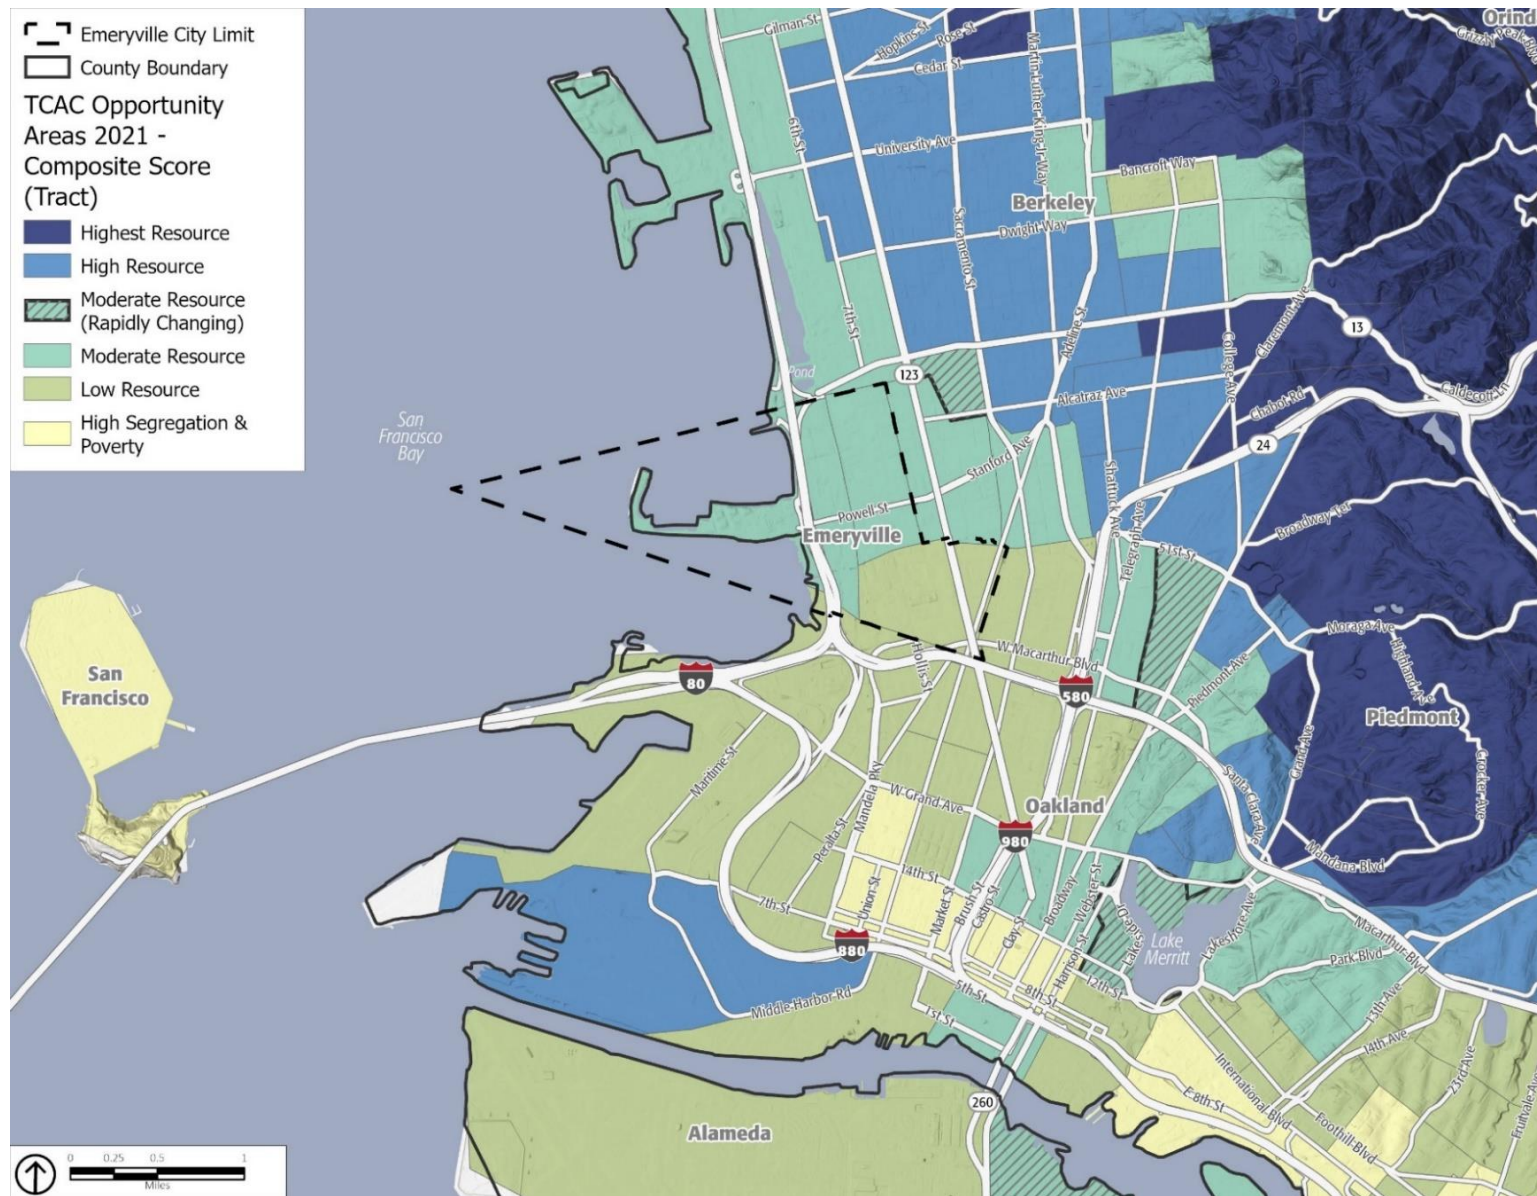 Emeryville City Limit
County Boundary
TCAC Opportunity
Areas 2021 -
Composite Score
(Tract)
Highest Resource
High Resource
Moderate Resource
(Rapidly Changing)
Moderate Resource
Low Resource
High Segregation &
Poverty
Gilman St
Hopkins St
Rose St
Cedar St
Martin Luther King Jr Way
Grizzly Peak Blvd
6th St
University Ave
Bancroft Way
Berkeley
Dwight Way
Sacramento St
7th St
Adeline St
College Ave
Claremont Ave
13
Pond
123
Alcatraz Ave
Chabot Rd
Caldecott Ln
24
San
Francisco
Bay
Stanford Ave
Shattuck Ave
Telegraph Ave
Powell St
Emeryville
51st St
Broadway Ter
Moraga Ave
Highland Ave
Piedmont
Crocker Ave
Piedmont Ave
Grand Ave
San
Francisco
80
Hollis St
W Macarthur Blvd
580
Maritime St
Mandela Pky
Peralta St
W Grand Ave
Oakland
980
Santa Clara Ave
Mandana Blvd
14th St
Union St
7th St
Market St
Brush St
Castro St
Clay St
Broadway
Webster St
Harrison St
Lakeside Dr
Lake
Merritt
Lakeshore Ave
Macarthur Blvd
Park Blvd
880
Middle Harbor Rd
5th St
8th St
12th St
1st St
13th Ave
14th Ave
23rd Ave
Fruitvale Ave
International Blvd
E 8th St
Foothill Blvd
260
Alameda
0 0.25 0.5 1
Miles